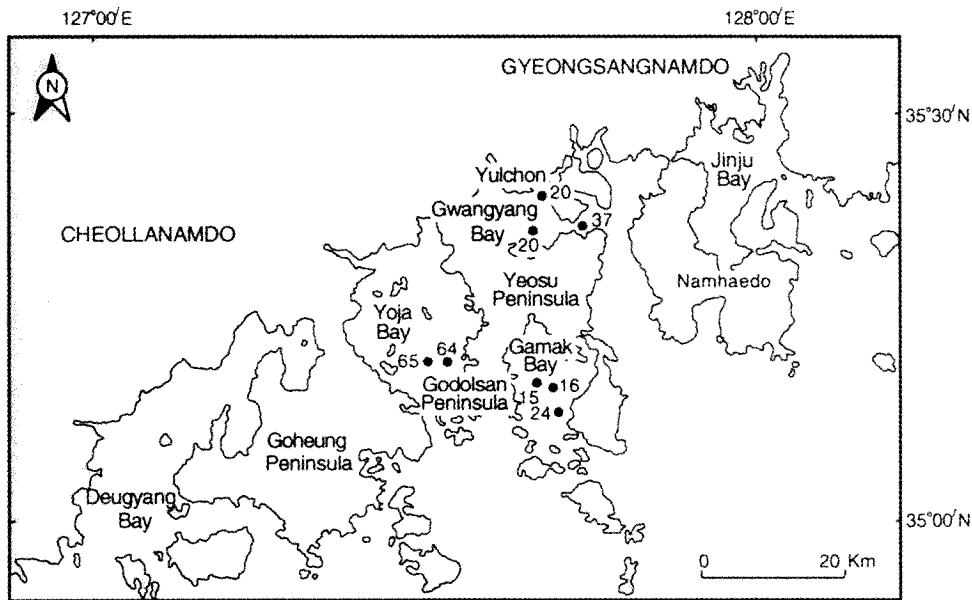 127°00′E
128°00′E
N
GYEONGSANGNAMDO
35°30′N
Jinju
Bay
Yulchon
20
Gwangyang
Bay
37
20
CHEOLLANAMDO
Yeosu
Peninsula
Namhaedo
Yoja
Bay
65
64
Gamak
Bay
Godolsan
Peninsula
15
16
24
Goheung
Peninsula
Deugyang
Bay
35°00′N
0
20 Km